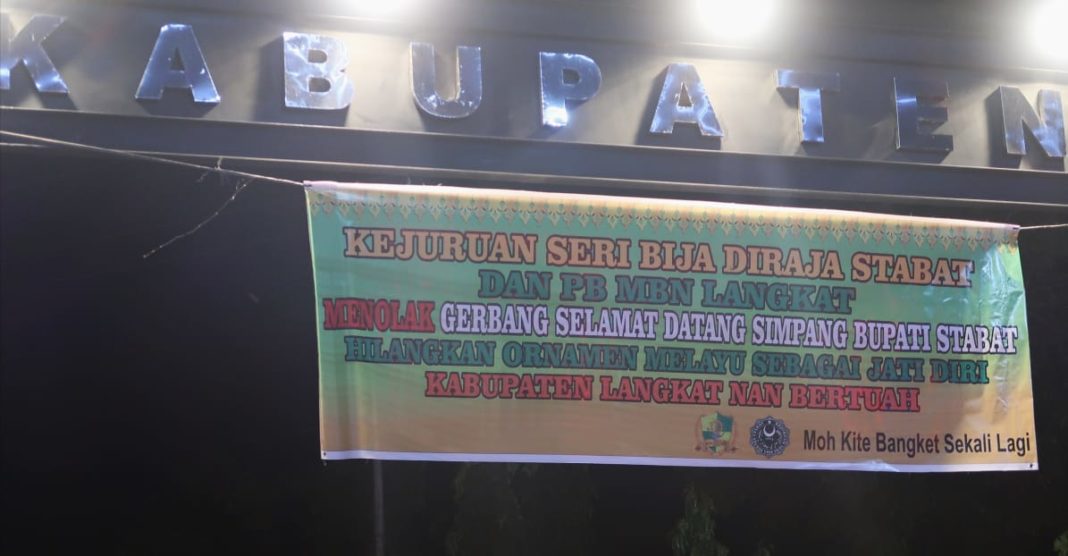 KABUPATEN
KEJURUAN SERI BIJA DIRAJA STABAT
DAN PB MBN LANGKAT
MENOLAK GERBANG SELAMAT DATANG SIMPANG BUPATI STABAT
HILANGKAN ORNAMEN MELAYU SEBAGAI JATI DIRI
KABUPATEN LANGKAT NAN BERTUAH
Moh Kite Bangket Sekali Lagi